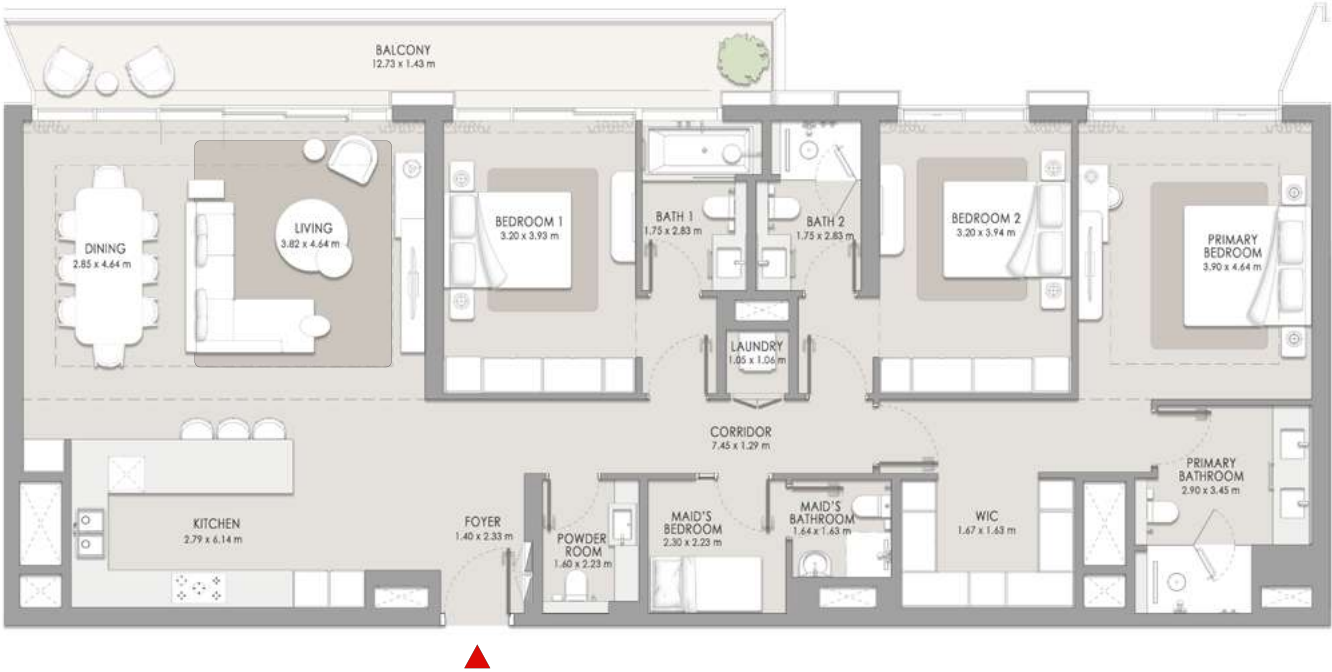 BALCONY
12.73 x 1.43 m
DINING
2.85 x 4.64 m
LIVING
3.82 x 4.64 m
BEDROOM 1
3.20 x 3.93 m
BATH 1
1.75 x 2.83 m
BATH 2
1.75 x 2.83 m
BEDROOM 2
3.20 x 3.94 m
PRIMARY
BEDROOM
3.90 x 4.64 m
LAUNDRY
1.05 x 1.06 m
CORRIDOR
7.45 x 1.29 m
KITCHEN
2.79 x 6.14 m
FOYER
1.40 x 2.33 m
POWDER
ROOM
1.60 x 2.23 m
MAID'S
BEDROOM
2.30 x 2.23 m
MAID'S
BATHROOM
1.64 x 1.63 m
WIC
1.67 x 1.63 m
PRIMARY
BATHROOM
2.90 x 3.45 m